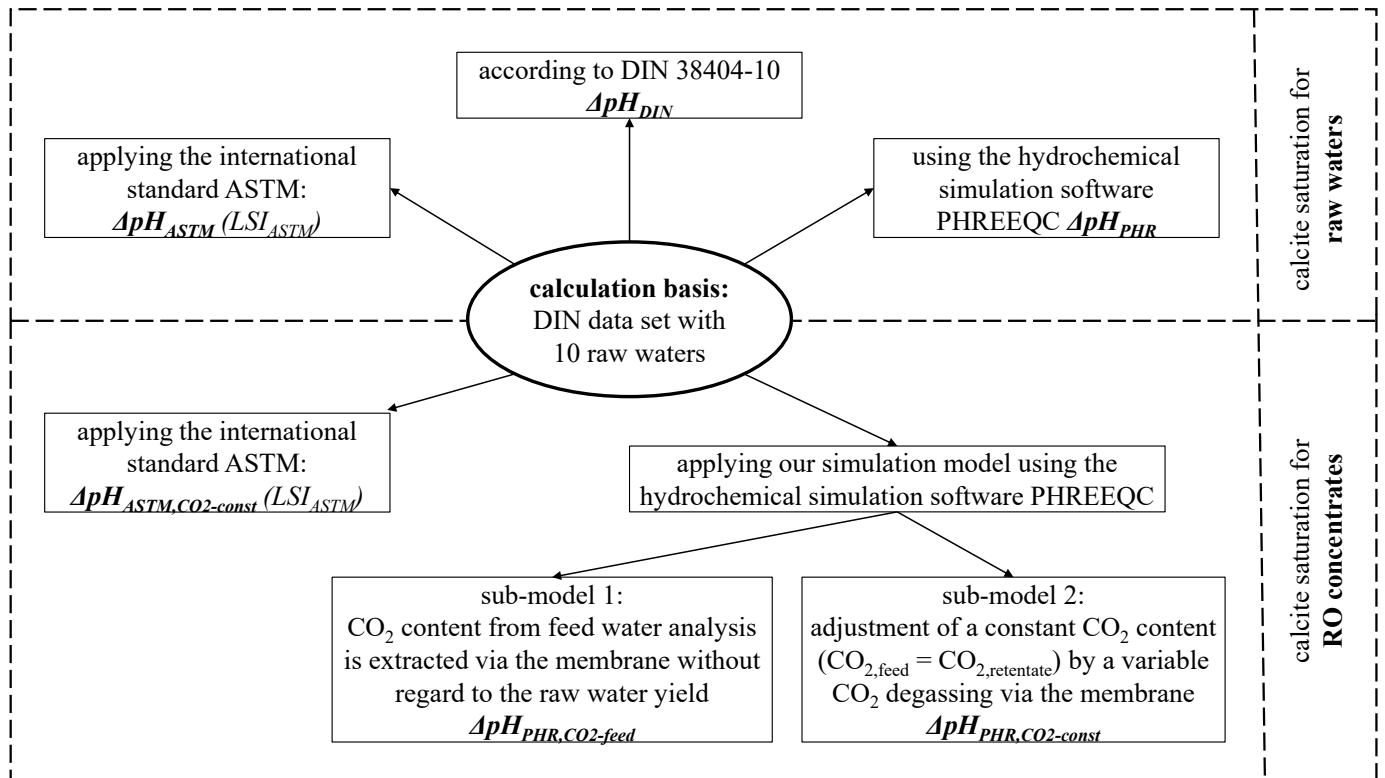 according to DIN 38404-10
ΔpH_DIN
applying the international
standard ASTM:
ΔpH_ASTM (LSI_ASTM)
using the hydrochemical
simulation software
PHREEQC ΔpH_PHR
calcite saturation for
raw waters
calculation basis:
DIN data set with
10 raw waters
applying the international
standard ASTM:
ΔpH_ASTM,CO2-const (LSI_ASTM)
applying our simulation model using the
hydrochemical simulation software PHREEQC
sub-model 1:
CO₂ content from feed water analysis
is extracted via the membrane without
regard to the raw water yield
ΔpH_PHR,CO2-feed
sub-model 2:
adjustment of a constant CO₂ content
(CO₂,feed = CO₂,retentate) by a variable
CO₂ degassing via the membrane
ΔpH_PHR,CO2-const
calcite saturation for
RO concentrates